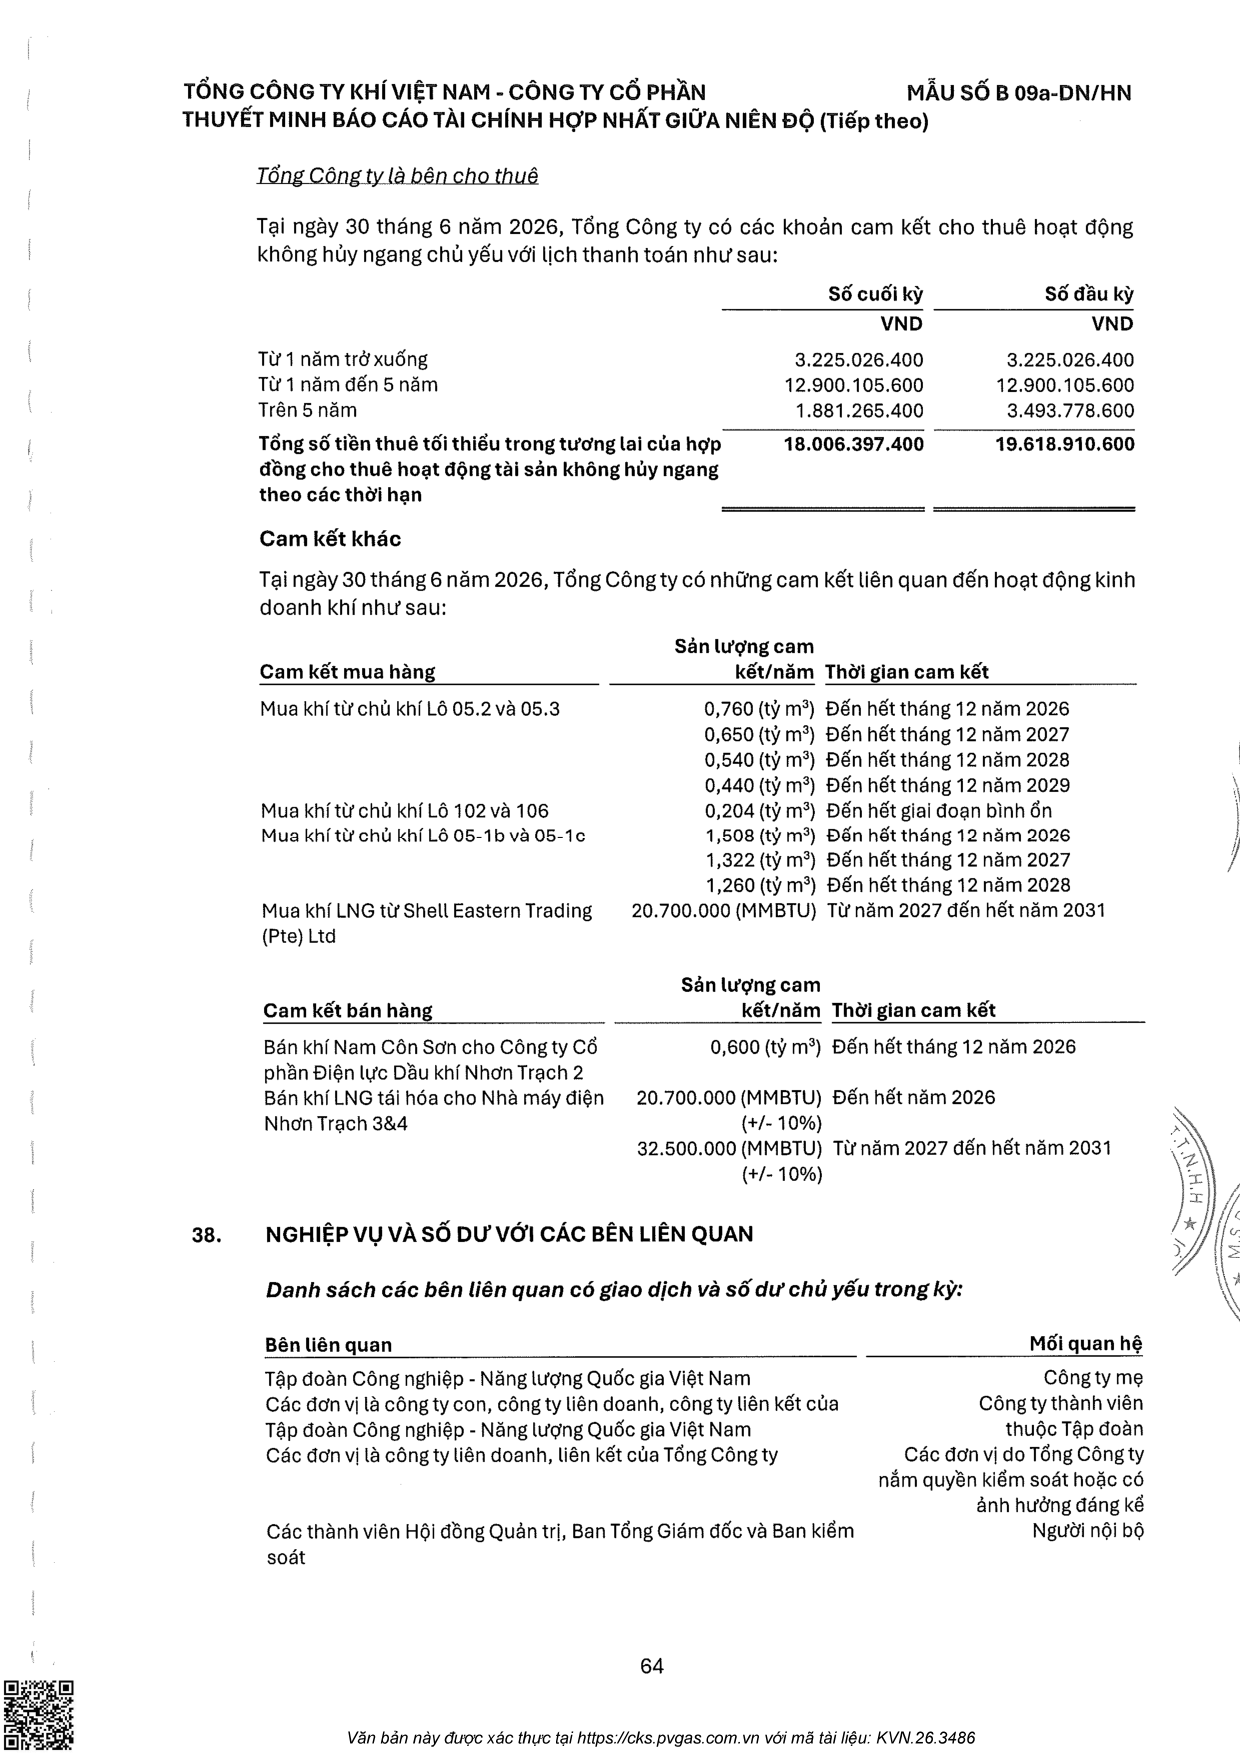 TỔNG CÔNG TY KHÍ VIỆT NAM - CÔNG TY CỔ PHẦN MẪU SỐ B 09a-DN/HN
THUYẾT MINH BÁO CÁO TÀI CHÍNH HỢP NHẤT GIỮA NIÊN ĐỘ (Tiếp theo)
Tổng Công ty là bên cho thuê
Tại ngày 30 tháng 6 năm 2026, Tổng Công ty có các khoản cam kết cho thuê hoạt động
không hủy ngang chủ yếu với lịch thanh toán như sau:
Số cuối kỳ Số đầu kỳ
VND VND
Từ 1 năm trở xuống 3.225.026.400 3.225.026.400
Từ 1 năm đến 5 năm 12.900.105.600 12.900.105.600
Trên 5 năm 1.881.265.400 3.493.778.600
Tổng số tiền thuê tối thiểu trong tương lai của hợp 18.006.397.400 19.618.910.600
đồng cho thuê hoạt động tài sản không hủy ngang
theo các thời hạn
Cam kết khác
Tại ngày 30 tháng 6 năm 2026, Tổng Công ty có những cam kết liên quan đến hoạt động kinh
doanh khí như sau:
Sản lượng cam
Cam kết mua hàng kết/năm Thời gian cam kết
Mua khí từ chủ khí Lô 05.2 và 05.3 0,760 (tỷ m³) Đến hết tháng 12 năm 2026
0,650 (tỷ m³) Đến hết tháng 12 năm 2027
0,540 (tỷ m³) Đến hết tháng 12 năm 2028
0,440 (tỷ m³) Đến hết tháng 12 năm 2029
Mua khí từ chủ khí Lô 102 và 106 0,204 (tỷ m³) Đến hết giai đoạn bình ổn
Mua khí từ chủ khí Lô 05-1b và 05-1c 1,508 (tỷ m³) Đến hết tháng 12 năm 2026
1,322 (tỷ m³) Đến hết tháng 12 năm 2027
1,260 (tỷ m³) Đến hết tháng 12 năm 2028
Mua khí LNG từ Shell Eastern Trading 20.700.000 (MMBTU) Từ năm 2027 đến hết năm 2031
(Pte) Ltd
Sản lượng cam
Cam kết bán hàng kết/năm Thời gian cam kết
Bán khí Nam Côn Sơn cho Công ty Cổ 0,600 (tỷ m³) Đến hết tháng 12 năm 2026
phần Điện lực Dầu khí Nhơn Trạch 2
Bán khí LNG tái hóa cho Nhà máy điện 20.700.000 (MMBTU) Đến hết năm 2026
Nhơn Trạch 3&4 (+/- 10%)
32.500.000 (MMBTU) Từ năm 2027 đến hết năm 2031
(+/- 10%)
38. NGHIỆP VỤ VÀ SỐ DƯ VỚI CÁC BÊN LIÊN QUAN
Danh sách các bên liên quan có giao dịch và số dư chủ yếu trong kỳ:
Bên liên quan Mối quan hệ
Tập đoàn Công nghiệp - Năng lượng Quốc gia Việt Nam Công ty mẹ
Các đơn vị là công ty con, công ty liên doanh, công ty liên kết của Công ty thành viên
Tập đoàn Công nghiệp - Năng lượng Quốc gia Việt Nam thuộc Tập đoàn
Các đơn vị là công ty liên doanh, liên kết của Tổng Công ty Các đơn vị do Tổng Công ty
nắm quyền kiểm soát hoặc có
ảnh hưởng đáng kể
Các thành viên Hội đồng Quản trị, Ban Tổng Giám đốc và Ban kiểm Người nội bộ
soát
T.T.N.H.H
64
Văn bản này được xác thực tại https://cks.pvgas.com.vn với mã tài liệu: KVN.26.3486